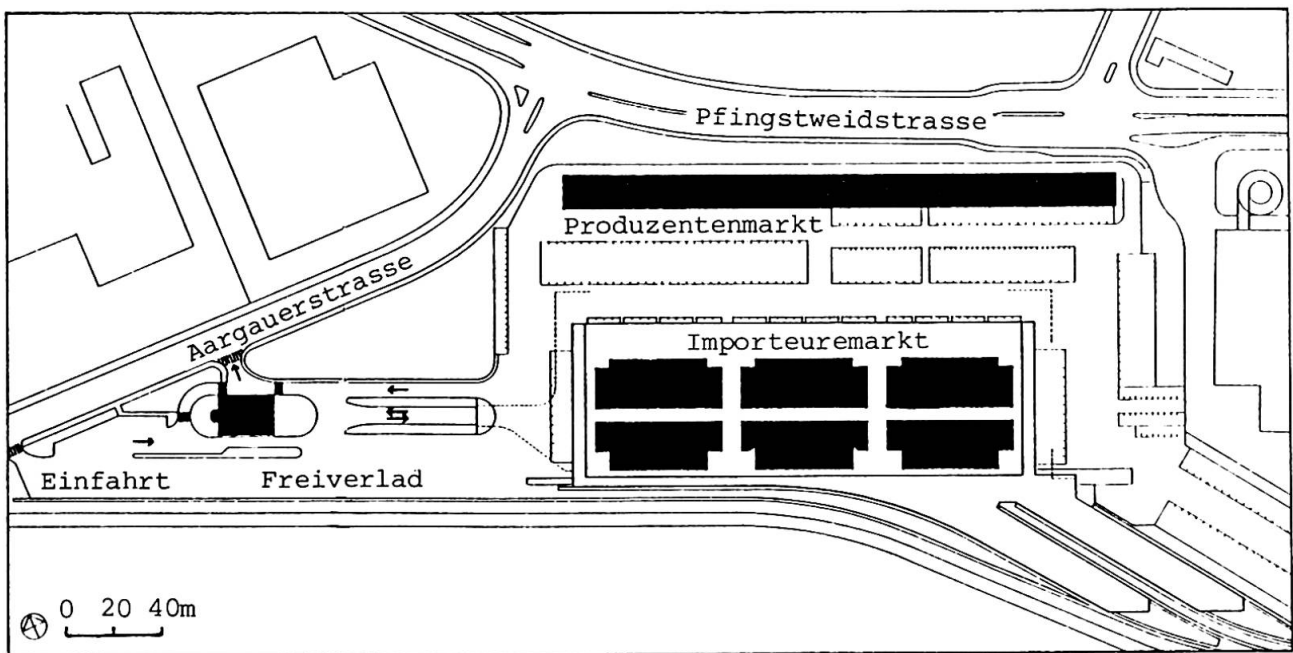 Pfingstweidstrasse
Produzentenmarkt
Aargauerstrasse
Importeuremarkt
Einfahrt
Freiverlad
0 20 40m